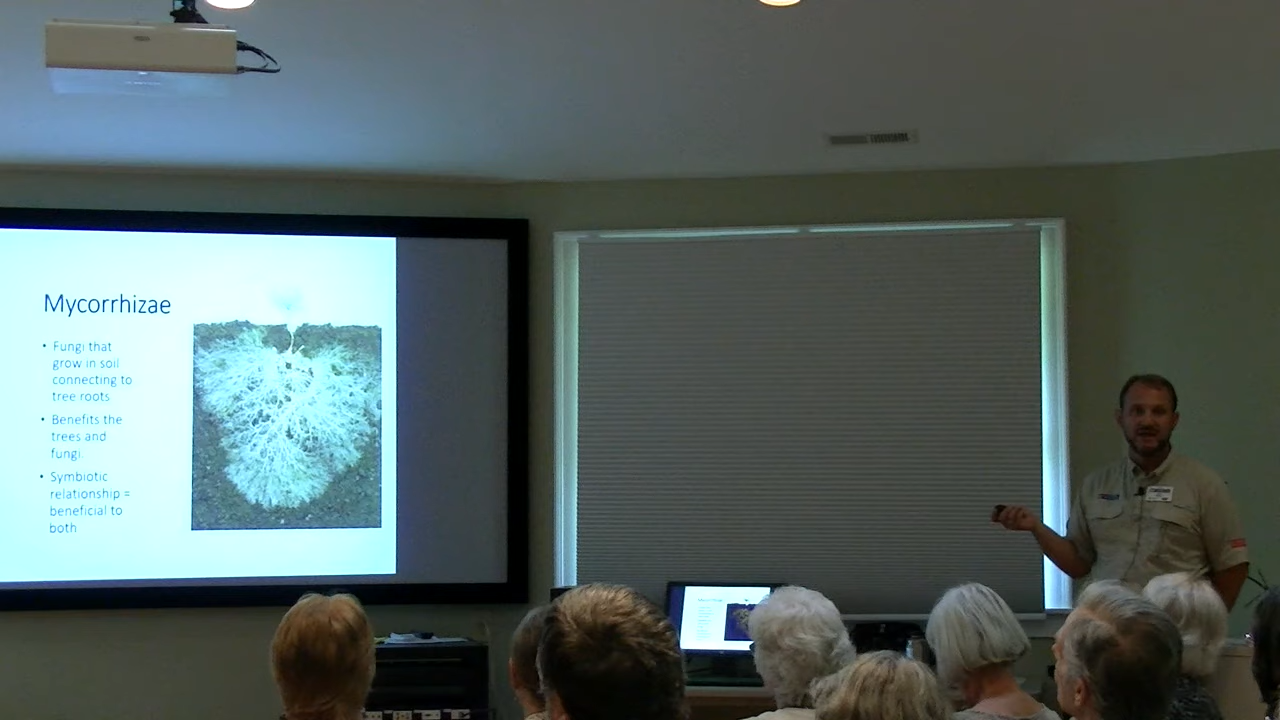 Mycorrhizae
• Fungi that
grow in soil
connecting to
tree roots
• Benefits the
trees and
fungi.
• Symbiotic
relationship =
beneficial to
both